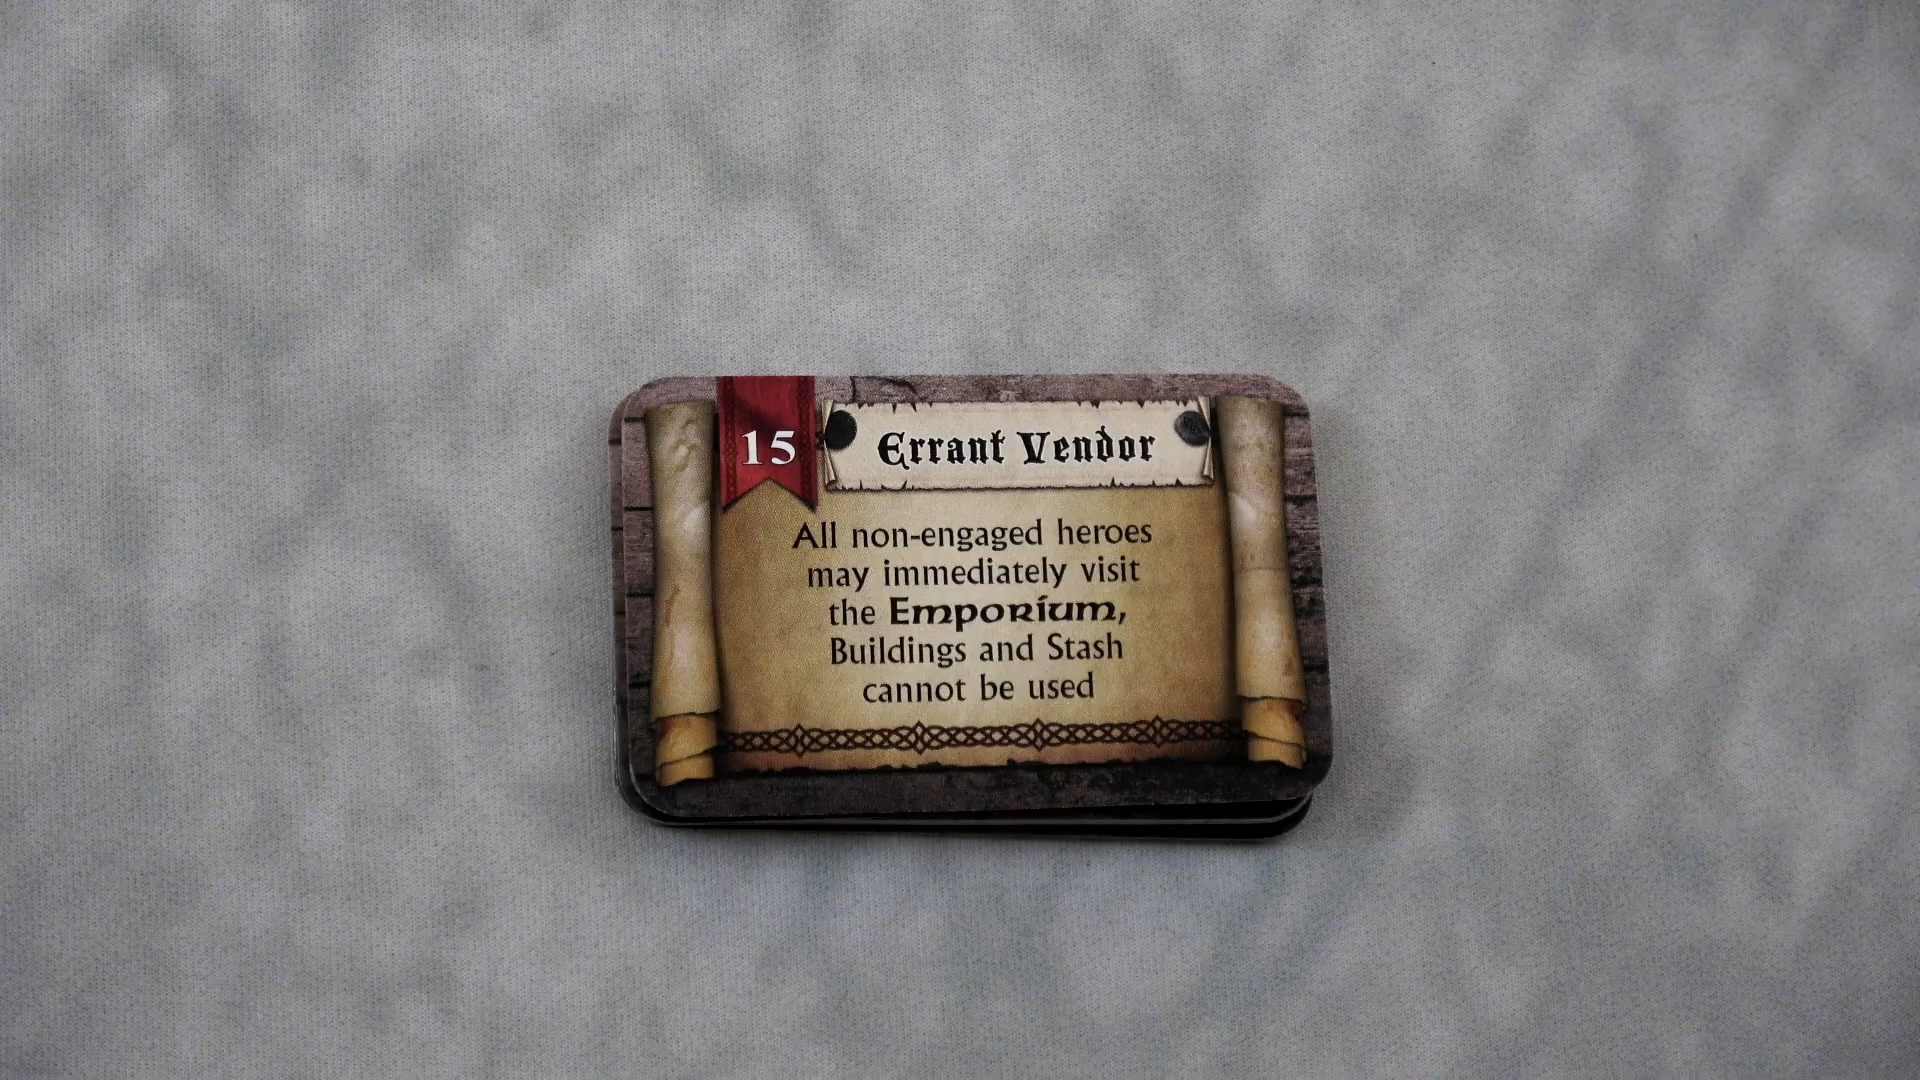 15
Errant Vendor
All non-engaged heroes
may immediately visit
the Emporium,
Buildings and Stash
cannot be used